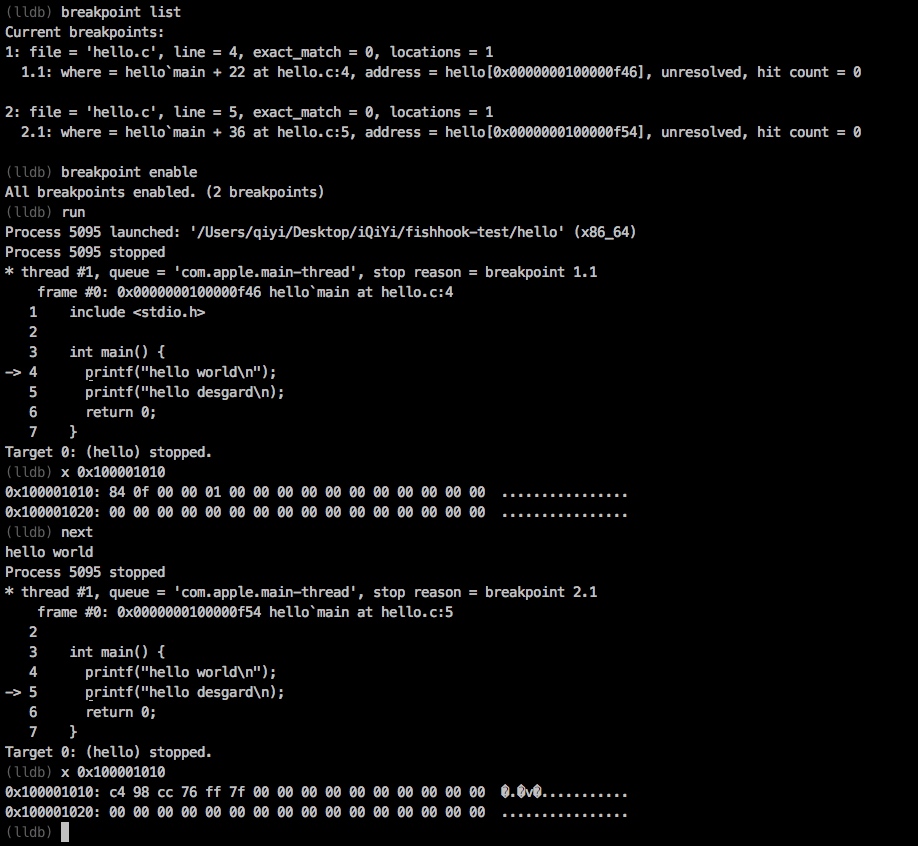 (lldb) breakpoint list
Current breakpoints:
1: file = 'hello.c', line = 4, exact_match = 0, locations = 1
  1.1: where = hello`main + 22 at hello.c:4, address = hello[0x0000000100000f46], unresolved, hit count = 0

2: file = 'hello.c', line = 5, exact_match = 0, locations = 1
  2.1: where = hello`main + 36 at hello.c:5, address = hello[0x0000000100000f54], unresolved, hit count = 0

(lldb) breakpoint enable
All breakpoints enabled. (2 breakpoints)
(lldb) run
Process 5095 launched: '/Users/qiyi/Desktop/iQiYi/fishhook-test/hello' (x86_64)
Process 5095 stopped
* thread #1, queue = 'com.apple.main-thread', stop reason = breakpoint 1.1
    frame #0: 0x0000000100000f46 hello`main at hello.c:4
   1    include <stdio.h>
   2
   3    int main() {
-> 4      printf("hello world\n");
   5      printf("hello desgard\n);
   6      return 0;
   7    }
Target 0: (hello) stopped.
(lldb) x 0x100001010
0x100001010: 84 0f 00 00 01 00 00 00 00 00 00 00 00 00 00 00  ................
0x100001020: 00 00 00 00 00 00 00 00 00 00 00 00 00 00 00 00  ................
(lldb) next
hello world
Process 5095 stopped
* thread #1, queue = 'com.apple.main-thread', stop reason = breakpoint 2.1
    frame #0: 0x0000000100000f54 hello`main at hello.c:5
   2
   3    int main() {
   4      printf("hello world\n");
-> 5      printf("hello desgard\n);
   6      return 0;
   7    }
Target 0: (hello) stopped.
(lldb) x 0x100001010
0x100001010: c4 98 cc 76 ff 7f 00 00 00 00 00 00 00 00 00 00  �.�v�...........
0x100001020: 00 00 00 00 00 00 00 00 00 00 00 00 00 00 00 00  ................
(lldb)